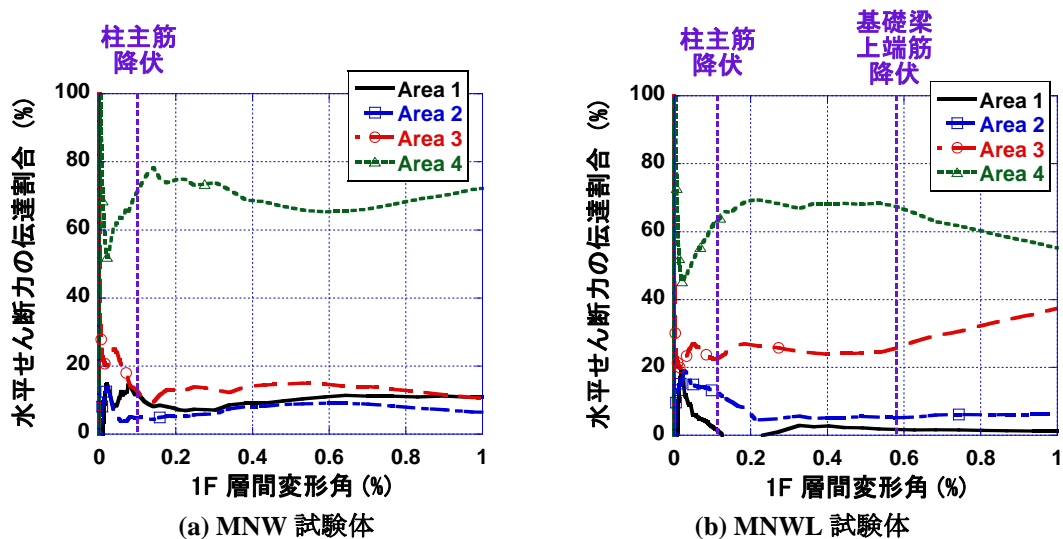 柱主筋
降伏
水平せん断力の伝達割合 (%)
100
80
60
40
20
0
Area 1
Area 2
Area 3
Area 4
0 0.2 0.4 0.6 0.8 1
1F 層間変形角 (%)
(a) MNW 試験体
柱主筋
降伏
基礎梁
上端筋
降伏
水平せん断力の伝達割合 (%)
100
80
60
40
20
0
Area 1
Area 2
Area 3
Area 4
0 0.2 0.4 0.6 0.8 1
1F 層間変形角 (%)
(b) MNWL 試験体